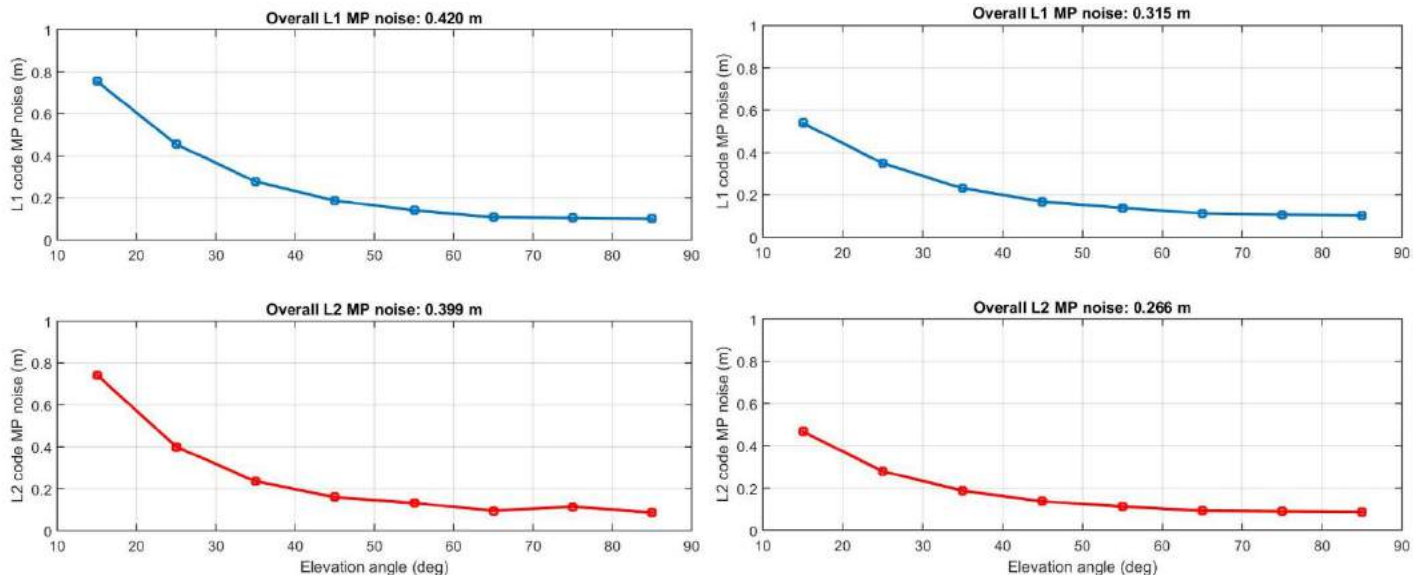 Overall L1 MP noise: 0.420 m
L1 code MP noise (m)
1
0.8
0.6
0.4
0.2
0
10 20 30 40 50 60 70 80 90
Overall L1 MP noise: 0.315 m
L1 code MP noise (m)
1
0.8
0.6
0.4
0.2
0
10 20 30 40 50 60 70 80 90
Overall L2 MP noise: 0.399 m
L2 code MP noise (m)
1
0.8
0.6
0.4
0.2
0
10 20 30 40 50 60 70 80 90
Elevation angle (deg)
Overall L2 MP noise: 0.266 m
L2 code MP noise (m)
1
0.8
0.6
0.4
0.2
0
10 20 30 40 50 60 70 80 90
Elevation angle (deg)